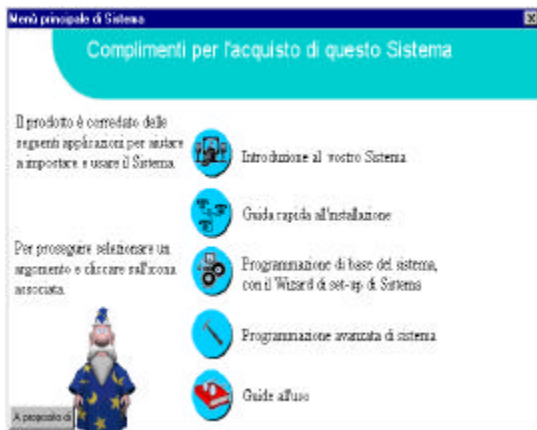 Menù principale di Sistema
Complimenti per l'acquisto di questo Sistema
Il prodotto è corredato delle
seguenti applicazioni per aiutare
a impostare e usare il Sistema.
Introduzione al vostro Sistema
Guida rapida all'installazione
Per proseguire selezionare un
argomento e cliccare sull'icona
associata.
Programmazione di base del sistema,
con il Wizard di set-up di Sistema
Programmazione avanzata di sistema
Guide all'uso
A proposito di